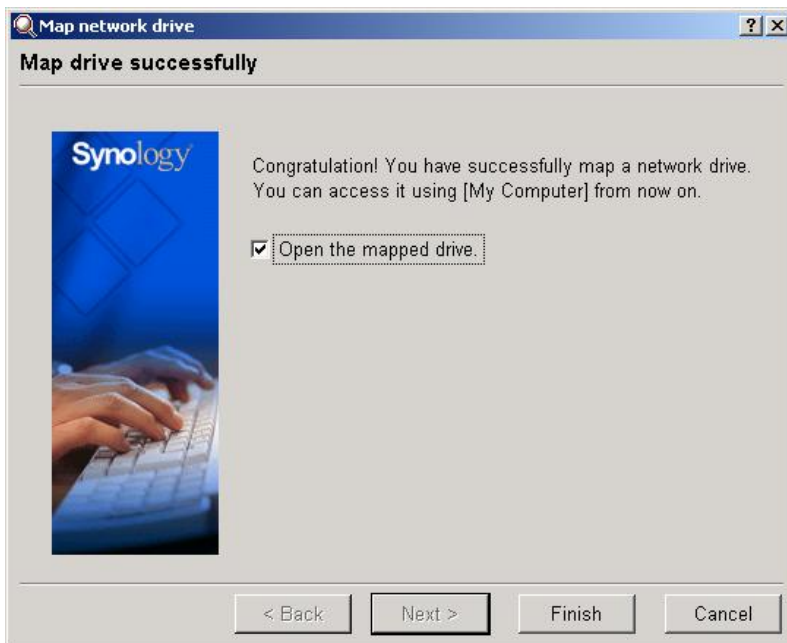 Map network drive
Map drive successfully
Synology
Congratulation! You have successfully map a network drive.
You can access it using [My Computer] from now on.
Open the mapped drive.
< Back
Next >
Finish
Cancel